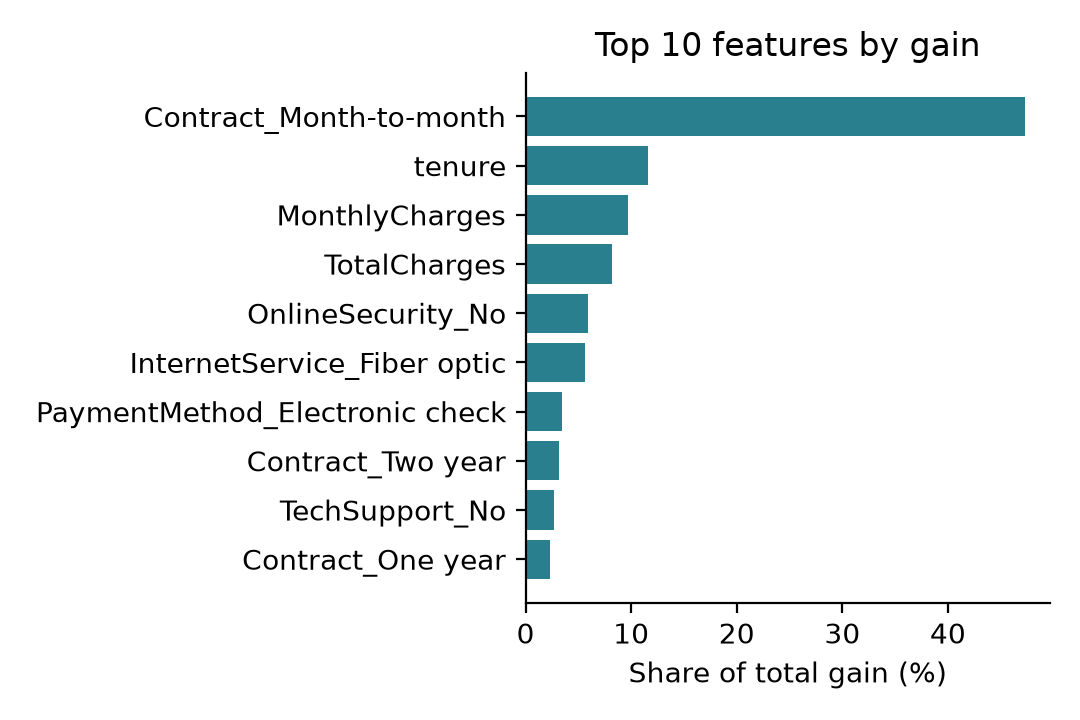 Top 10 features by gain
Contract_Month-to-month
tenure
MonthlyCharges
TotalCharges
OnlineSecurity_No
InternetService_Fiber optic
PaymentMethod_Electronic check
Contract_Two year
TechSupport_No
Contract_One year
0 10 20 30 40
Share of total gain (%)